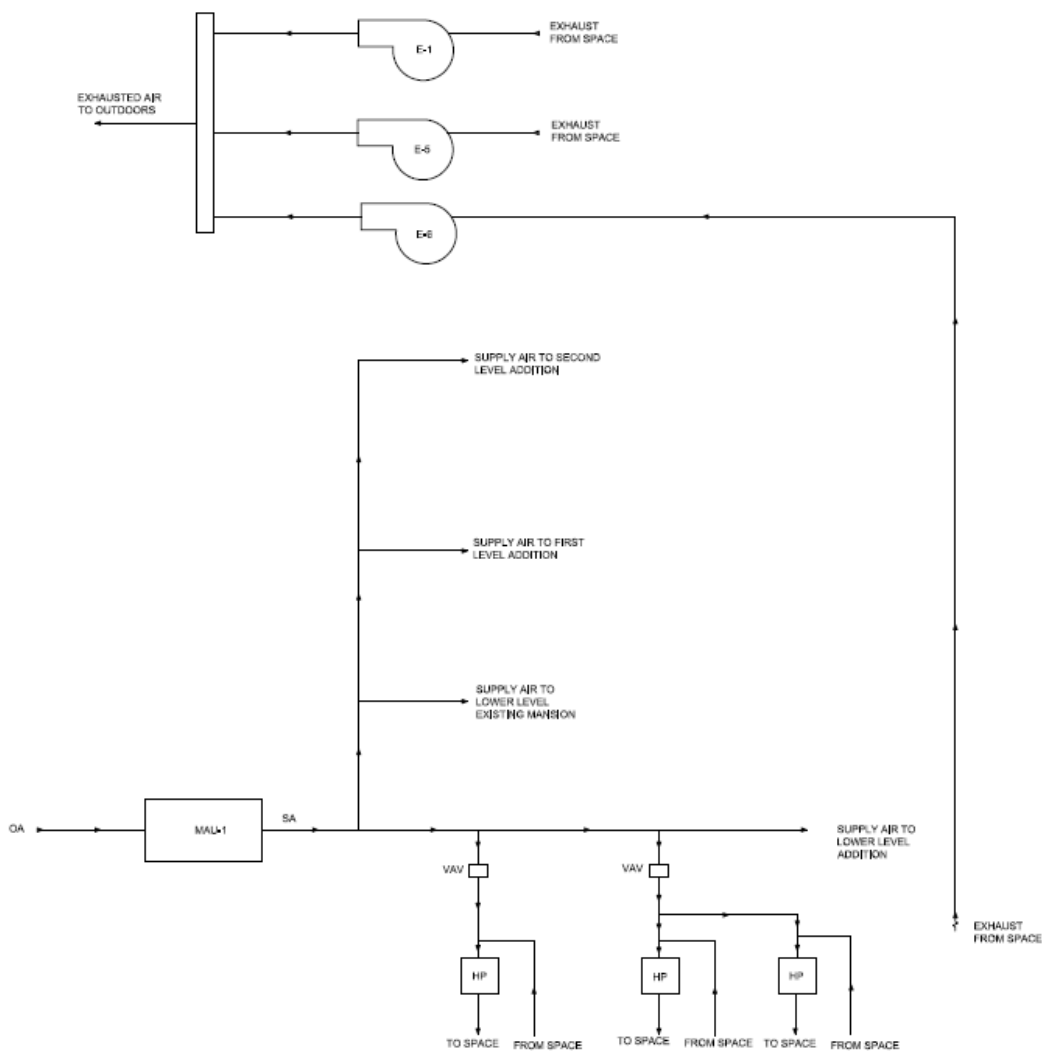 EXHAUST
FROM SPACE
E-1
EXHAUSTED AIR
TO OUTDOORS
EXHAUST
FROM SPACE
E-5
E-6
SUPPLY AIR TO SECOND
LEVEL ADDITION
SUPPLY AIR TO FIRST
LEVEL ADDITION
SUPPLY AIR TO
LOWER LEVEL
EXISTING MANSION
OA
MAU-1
SA
SUPPLY AIR TO
LOWER LEVEL
ADDITION
VAV
VAV
EXHAUST
FROM SPACE
HP
HP
HP
TO SPACE
FROM SPACE
TO SPACE
FROM SPACE
TO SPACE
FROM SPACE